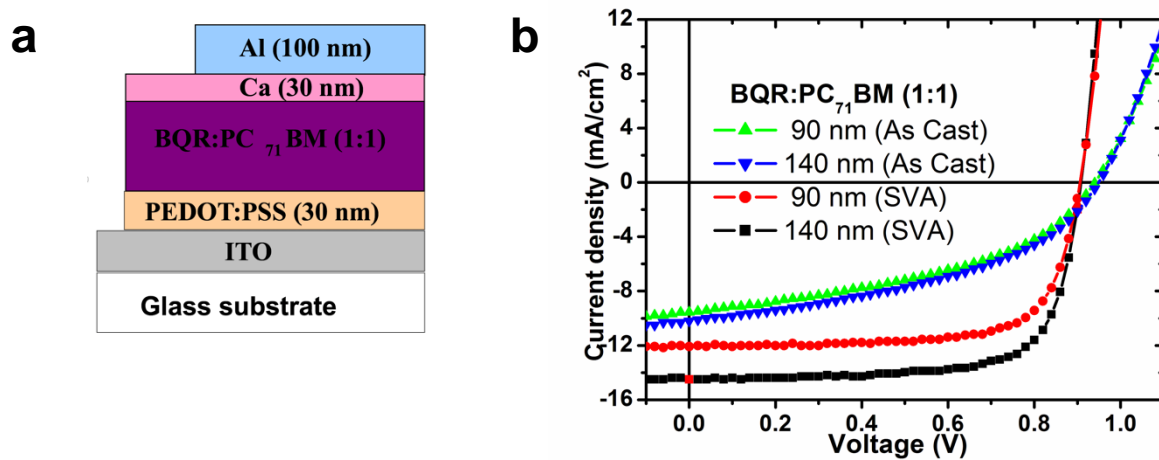 a
Al (100 nm)
Ca (30 nm)
BQR:PC 71 BM (1:1)
PEDOT:PSS (30 nm)
ITO
Glass substrate
b
12
8
4
0
-4
-8
-12
-16
Current density (mA/cm²)
BQR:PC₇₁BM (1:1)
90 nm (As Cast)
140 nm (As Cast)
90 nm (SVA)
140 nm (SVA)
0.0 0.2 0.4 0.6 0.8 1.0
Voltage (V)